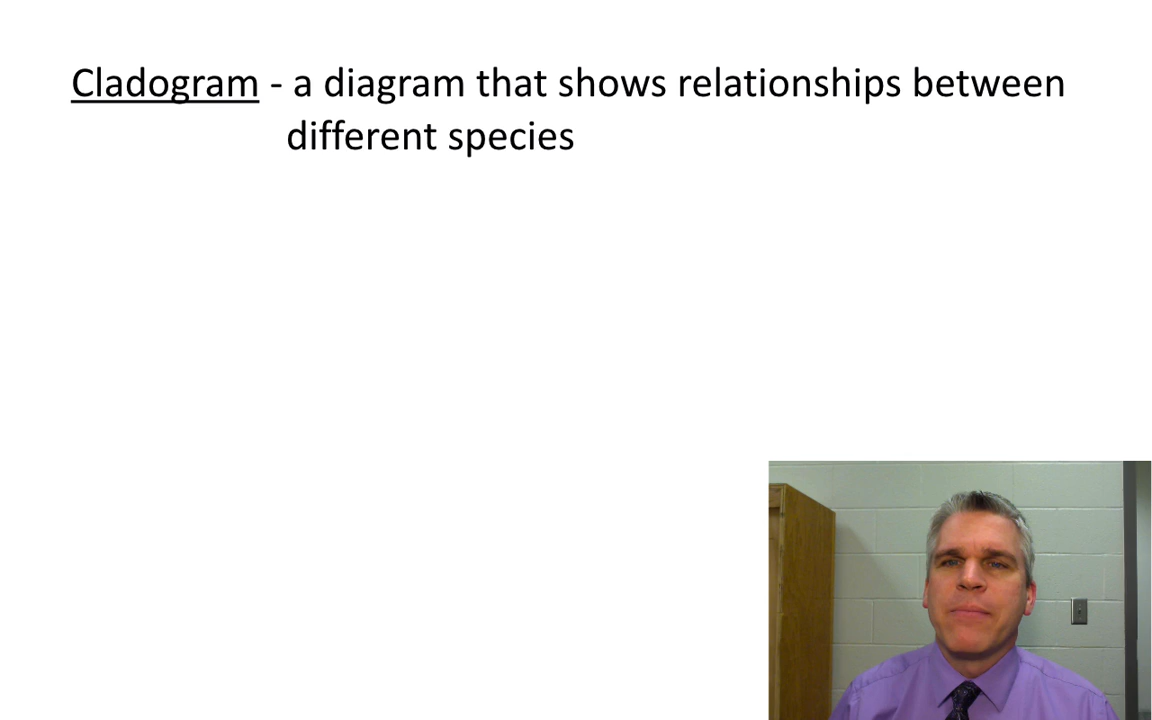 Cladogram - a diagram that shows relationships between
different species